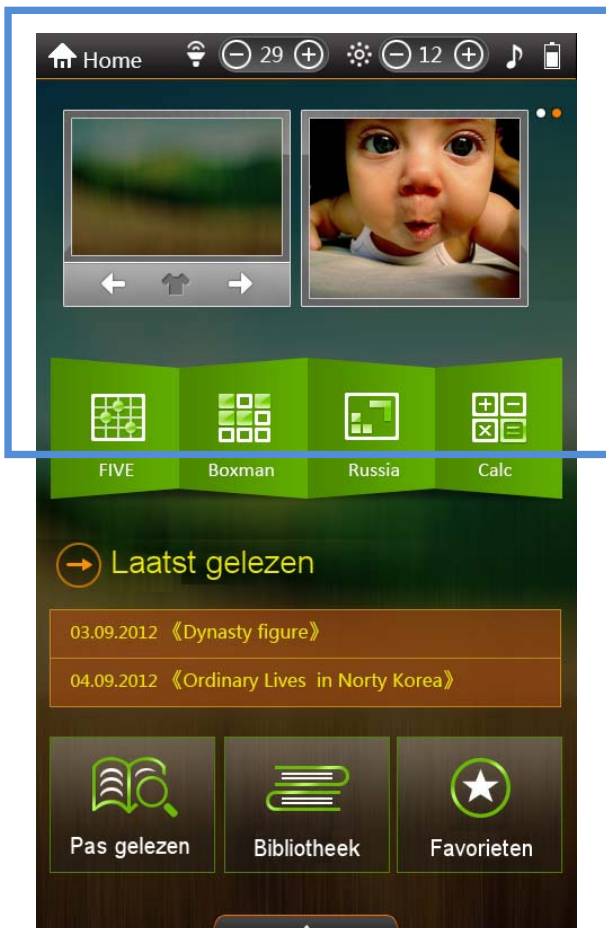 Home 29 12
FIVE Boxman Russia Calc
Laatst gelezen
03.09.2012 《Dynasty figure》
04.09.2012 《Ordinary Lives in Norty Korea》
Pas gelezen Bibliotheek Favorieten